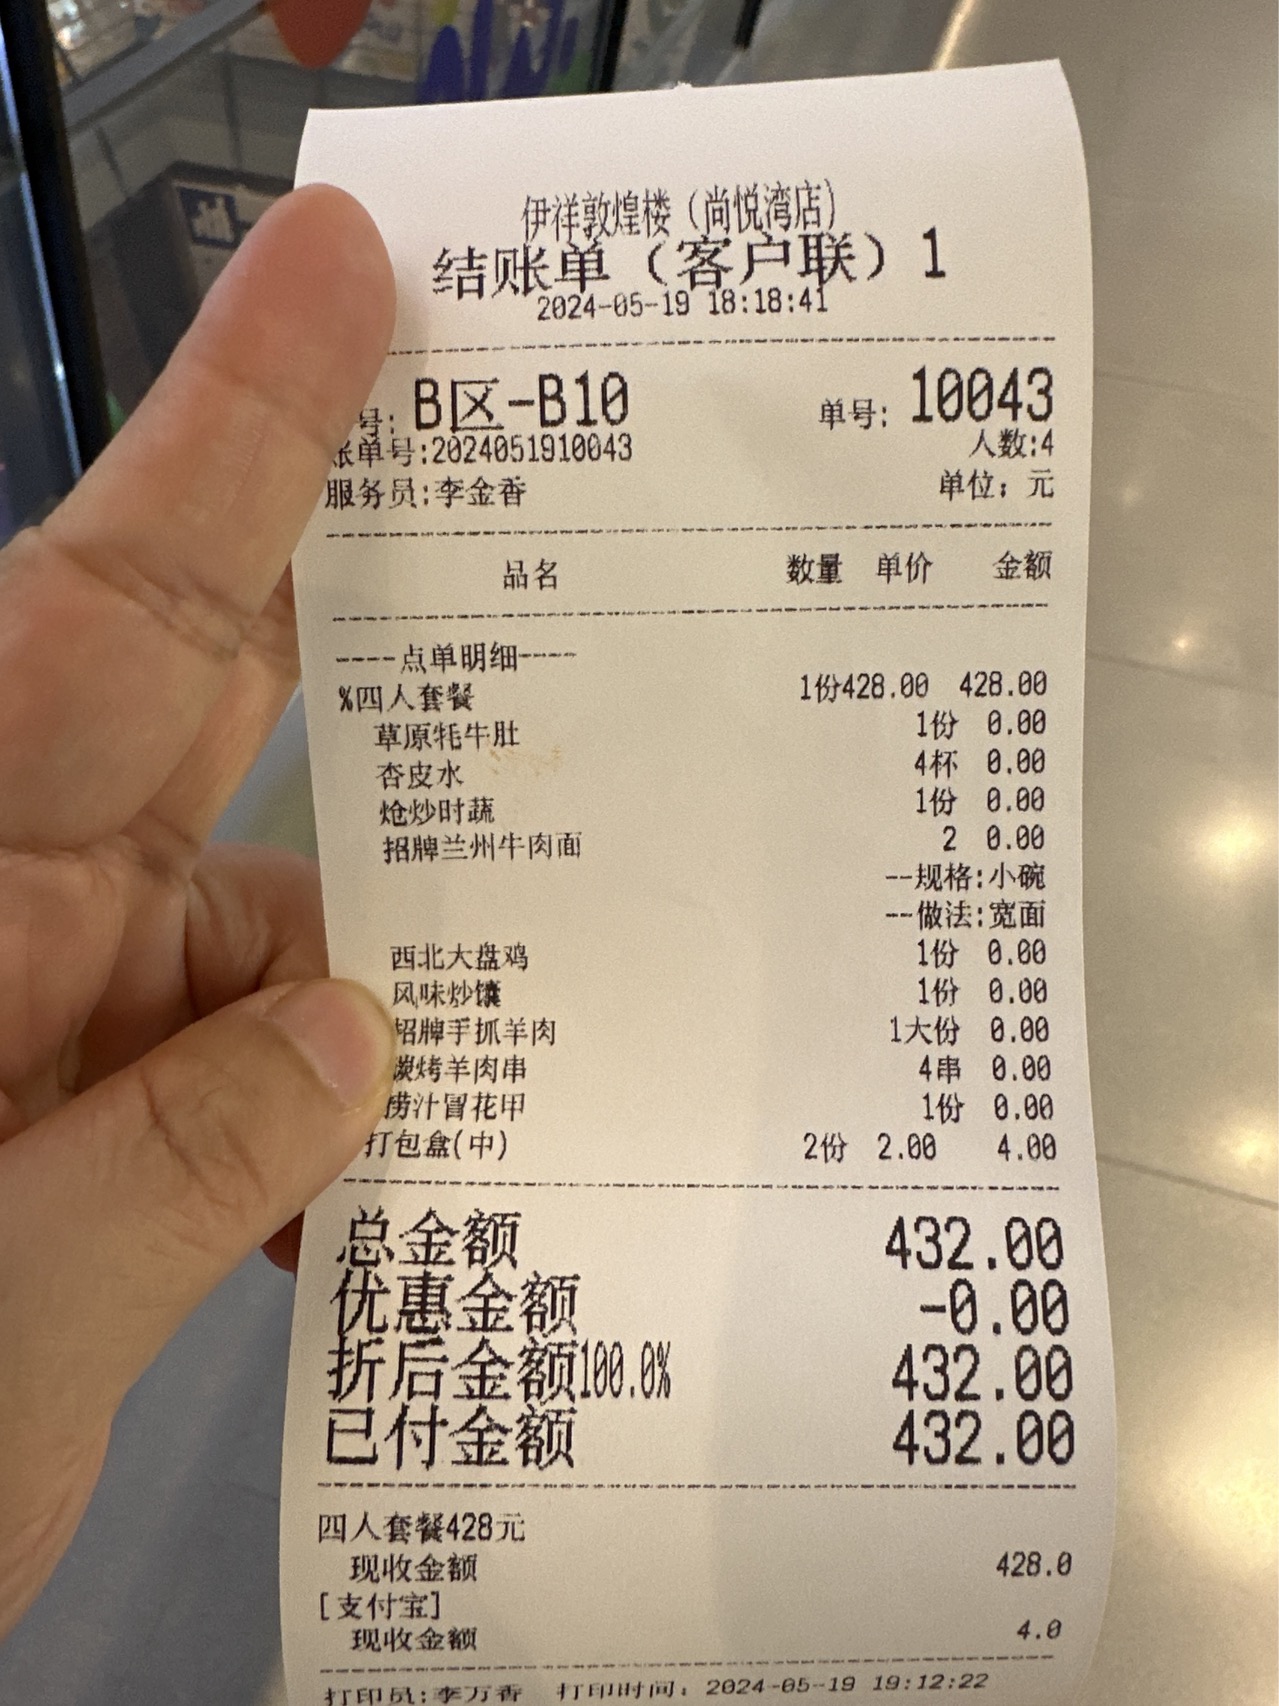 伊祥敦煌楼（尚悦湾店）
结账单（客户联）1
2024-05-19 18:18:41
号: B区-B10 单号: 10043
账单号:2024051910043 人数:4
服务员:李金香 单位：元
品名 数量 单价 金额
----点单明细----
%四人套餐 1份428.00 428.00
草原牦牛肚 1份 0.00
杏皮水 4杯 0.00
炝炒时蔬 1份 0.00
招牌兰州牛肉面 2 0.00
--规格:小碗
--做法:宽面
西北大盘鸡 1份 0.00
风味炒馕 1份 0.00
招牌手抓羊肉 1大份 0.00
碳烤羊肉串 4串 0.00
捞汁冒花甲 1份 0.00
打包盒(中) 2份 2.00 4.00
总金额 432.00
优惠金额 -0.00
折后金额100.0% 432.00
已付金额 432.00
四人套餐428元
现收金额 428.0
[支付宝]
现收金额 4.0
打印员:李万香 打印时间：2024-05-19 19:12:22